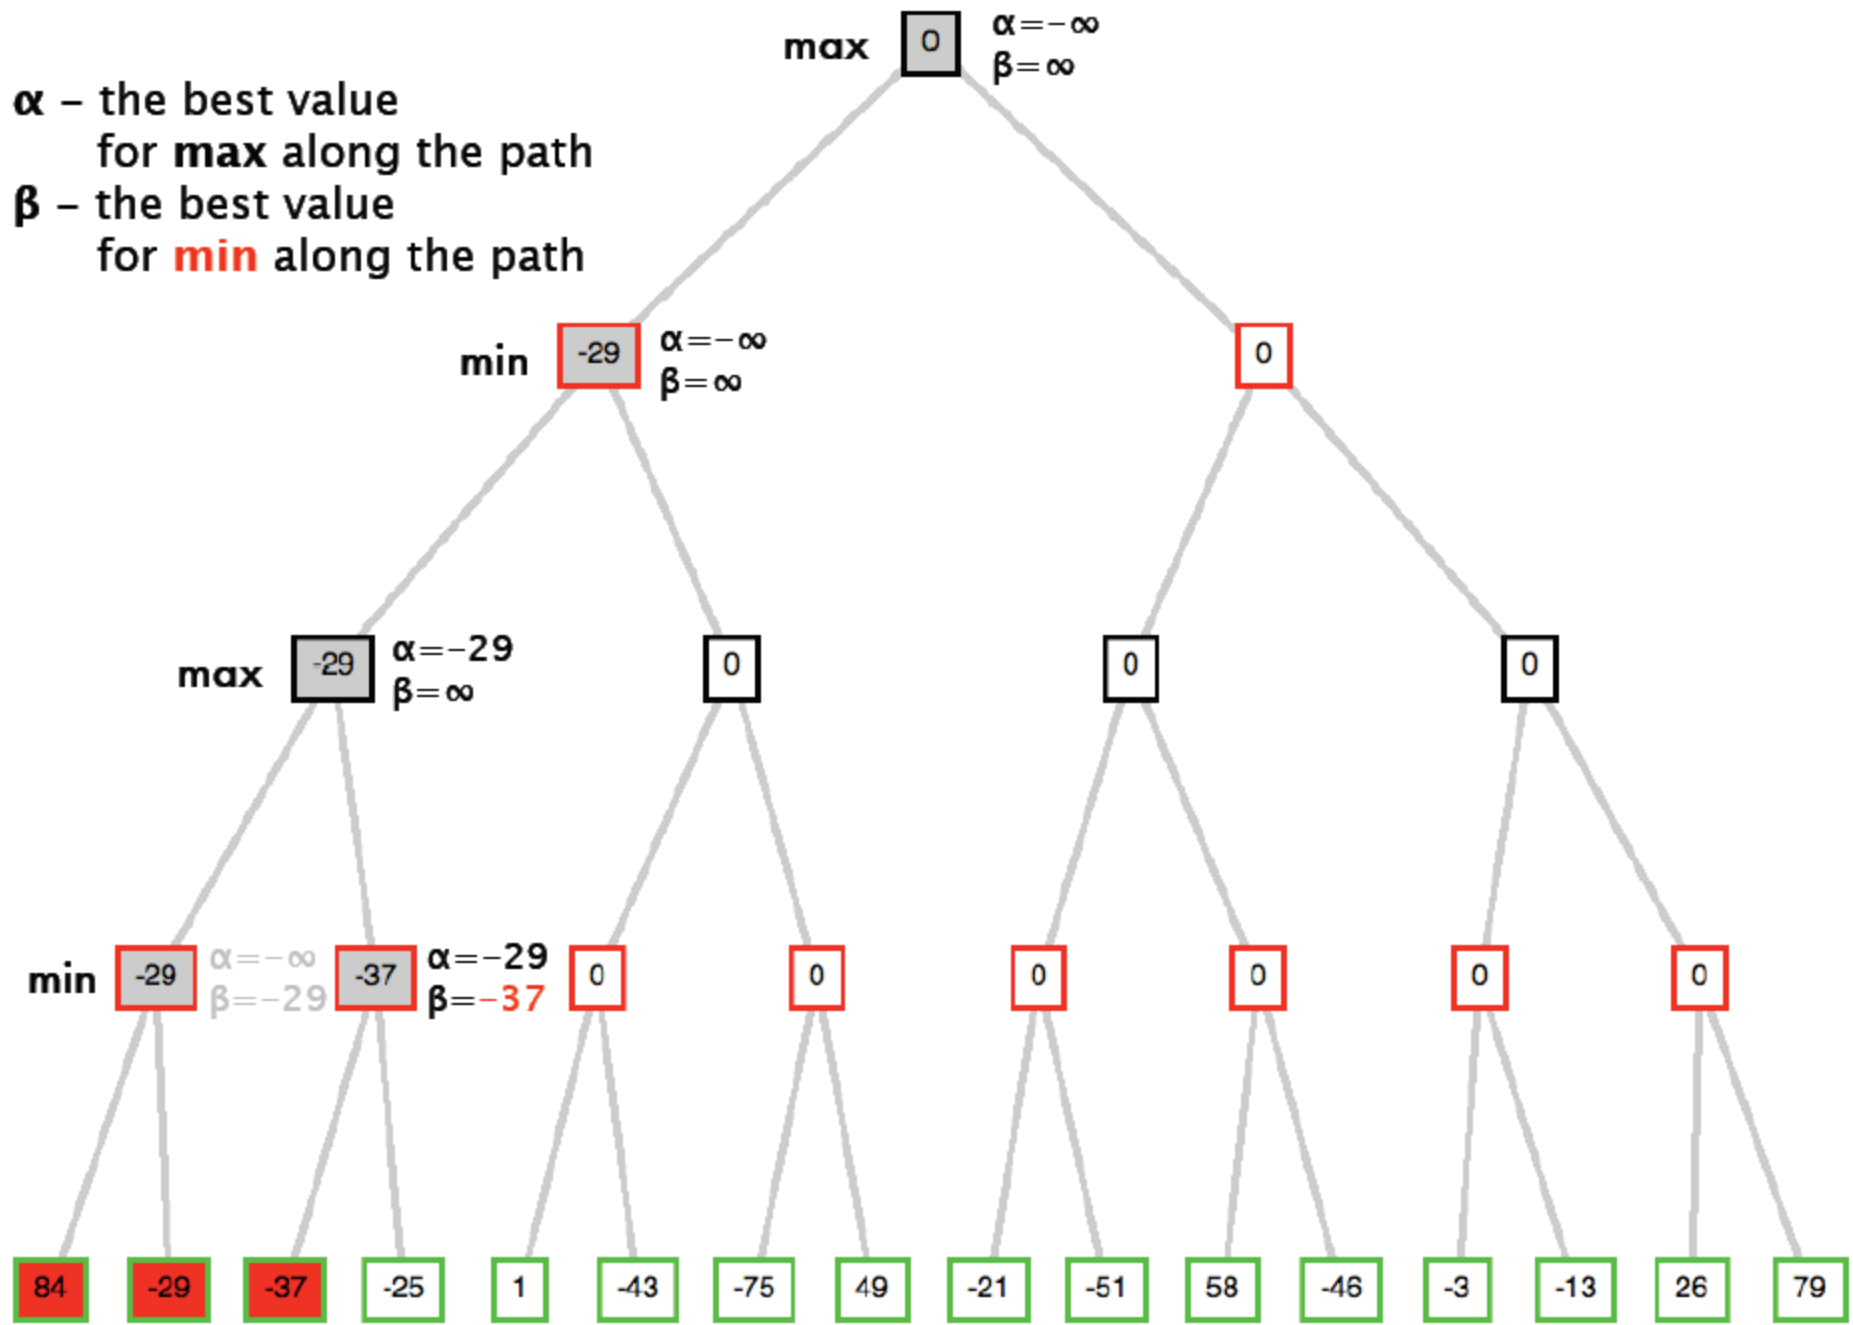 max 0 α=−∞
β=∞
α – the best value
for max along the path
β – the best value
for min along the path
min -29 α=−∞
β=∞
0
max -29 α=−29
β=∞
0 0 0
min -29 α=−∞
β=−29
-37 α=−29
β=−37
0 0 0 0 0 0
84 -29 -37 -25 1 -43 -75 49 -21 -51 58 -46 -3 -13 26 79